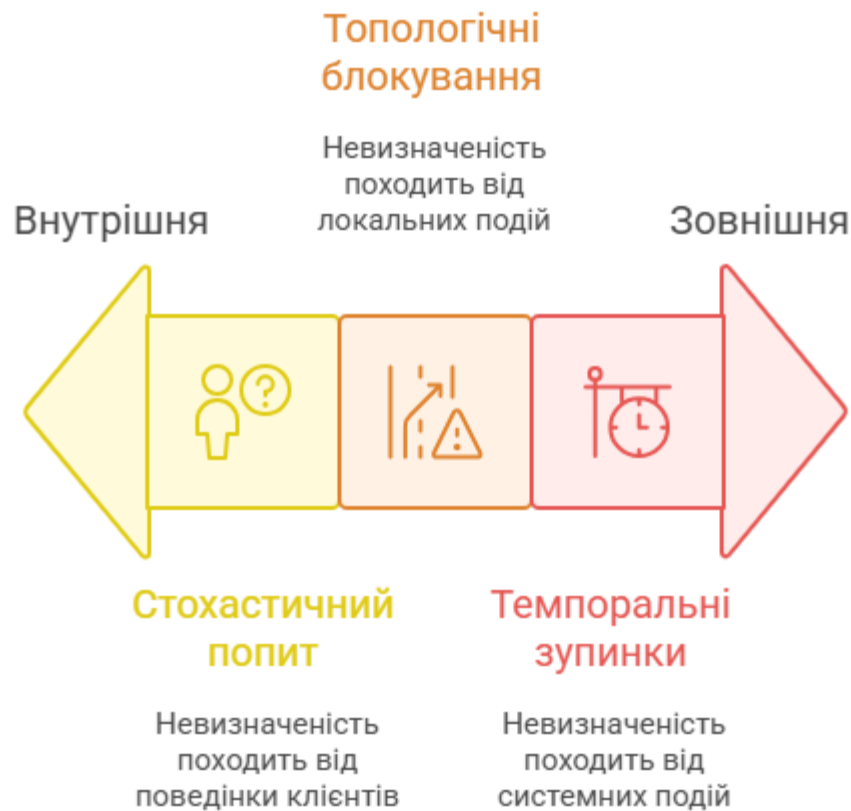 Топологічні
блокування
Невизначеність
походить від
локальних подій
Внутрішня
Зовнішня
Стохастичний
попит
Невизначеність
походить від
поведінки клієнтів
Темпоральні
зупинки
Невизначеність
походить від
системних подій